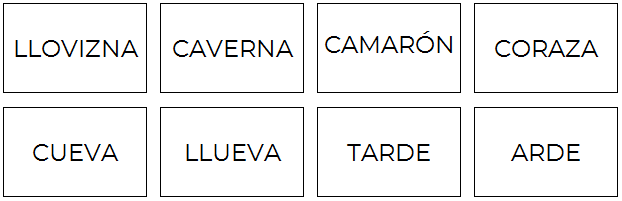 LLOVIZNA CAVERNA CAMARÓN CORAZA
CUEVA LLUEVA TARDE ARDE